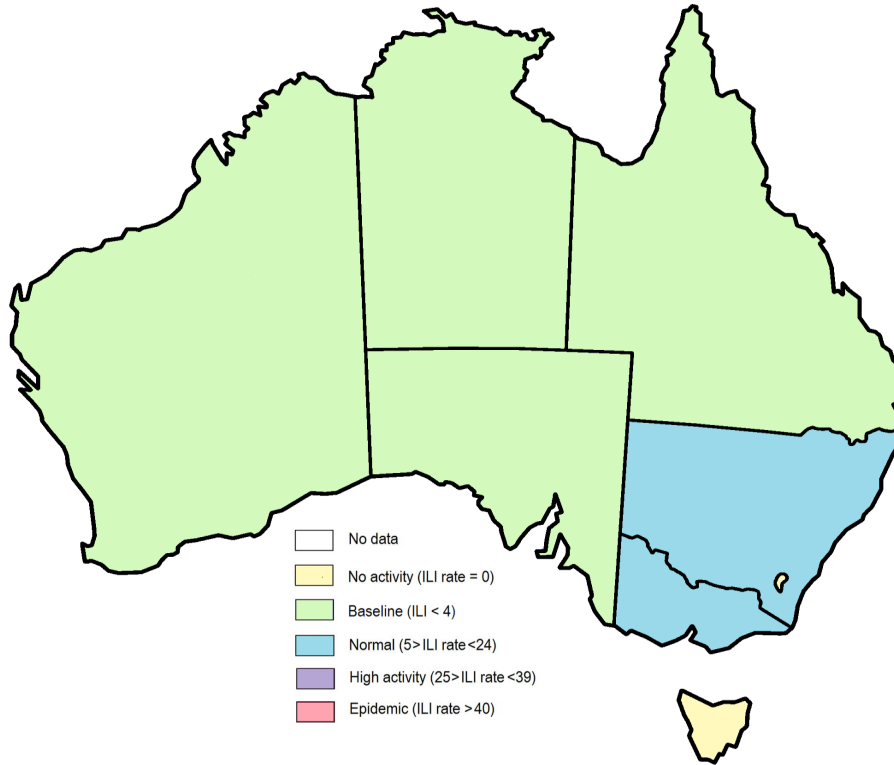 No data
No activity (ILI rate = 0)
Baseline (ILI < 4)
Normal (5>ILI rate<24)
High activity (25>ILI rate<39)
Epidemic (ILI rate >40)